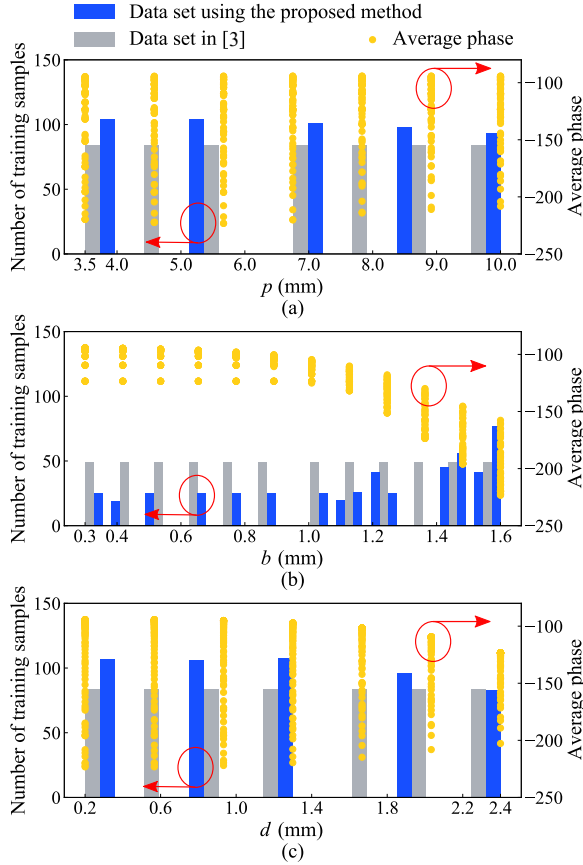 Data set using the proposed method
Data set in [3]
Average phase
Number of training samples
150
100
50
0
−100
−150
−200
−250
Average phase
3.5 4.0 5.0 6.0 7.0 8.0 9.0 10.0
p (mm)
(a)
Number of training samples
150
100
50
0
−100
−150
−200
−250
Average phase
0.3 0.4 0.6 0.8 1.0 1.2 1.4 1.6
b (mm)
(b)
Number of training samples
150
100
50
0
−100
−150
−200
−250
Average phase
0.2 0.6 1.0 1.4 1.8 2.2 2.4
d (mm)
(c)